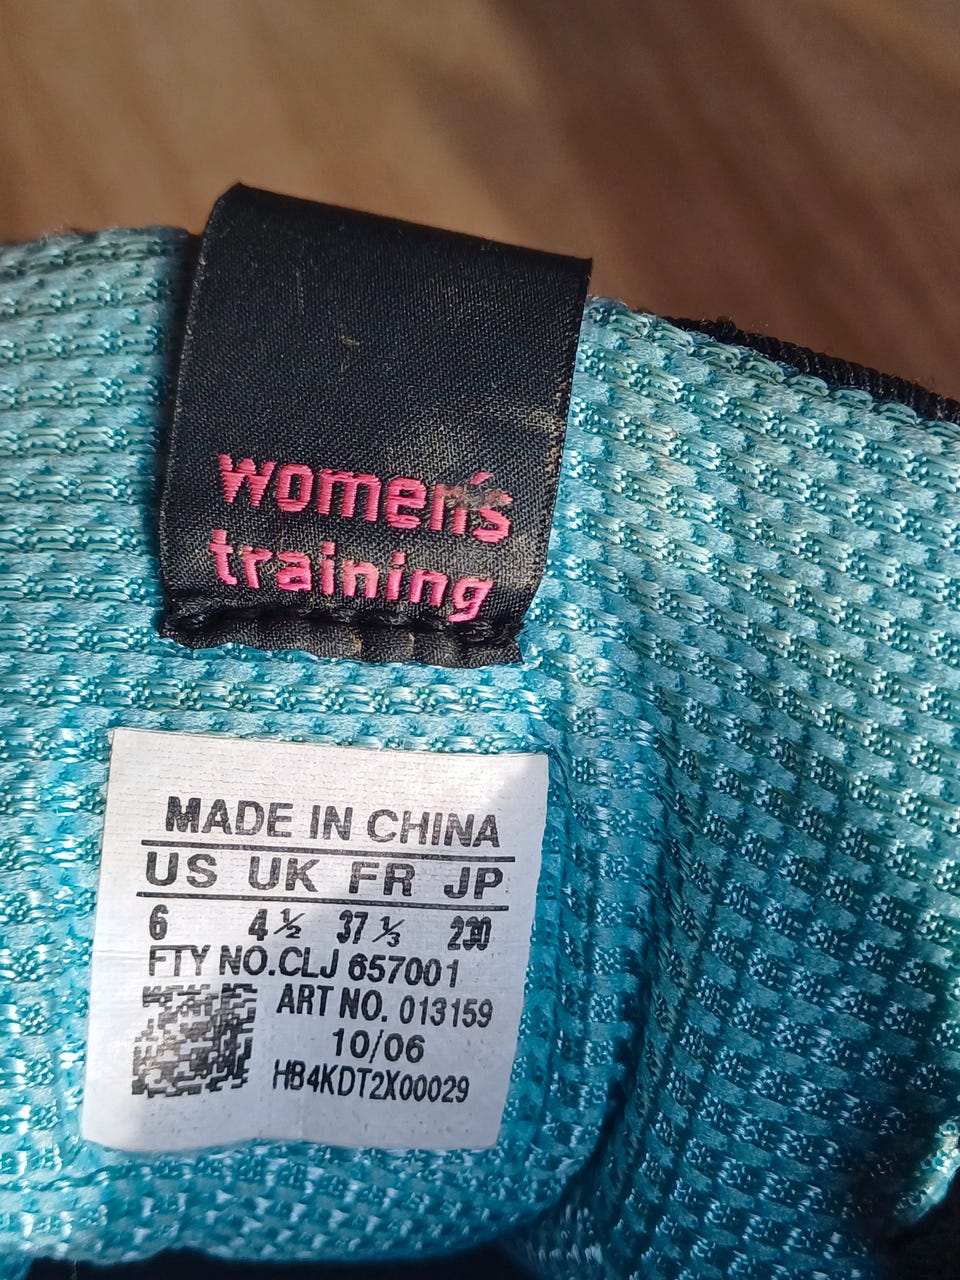 women's
training
MADE IN CHINA
US UK FR JP
6 4½ 37⅓ 230
FTY NO.CLJ 657001
ART NO. 013159
10/06
HB4KDT2X00029